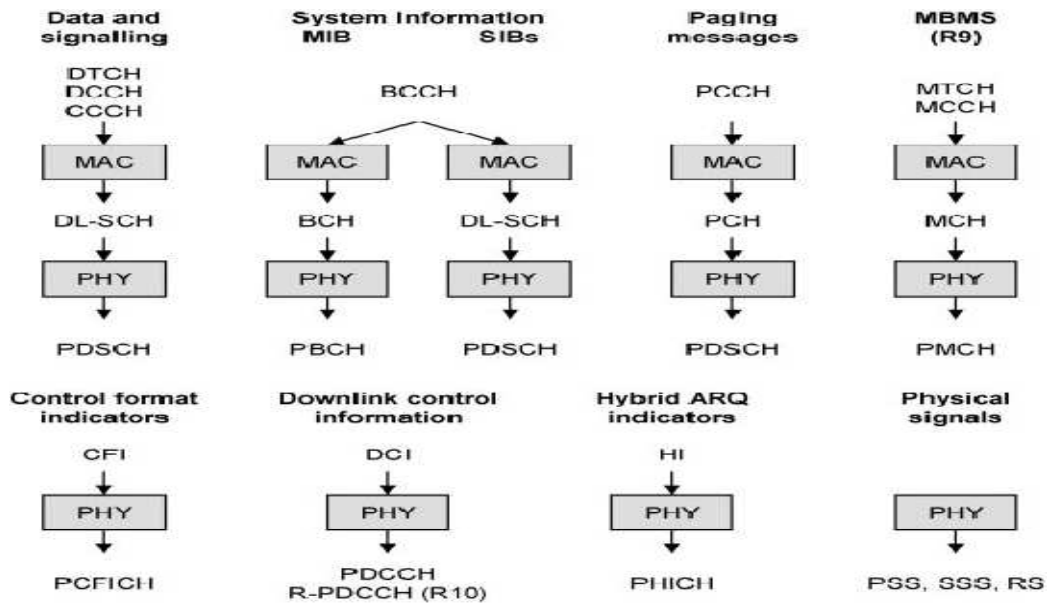 Data and signalling
System Information
MIB
SIBs
Paging messages
MBMS (R9)
DTCH
DCCH
CCCH
BCCH
PCCH
MTCH
MCCH
MAC
MAC
MAC
MAC
MAC
DL-SCH
BCH
DL-SCH
PCH
MCH
PHY
PHY
PHY
PHY
PHY
PDSCH
PBCH
PDSCH
PDSCH
PMCH
Control format indicators
Downlink control information
Hybrid ARQ indicators
Physical signals
CFI
DCI
HI
PHY
PHY
PHY
PHY
PCFICH
PDCCH
R-PDCCH (R10)
PHICH
PSS, SSS, RS